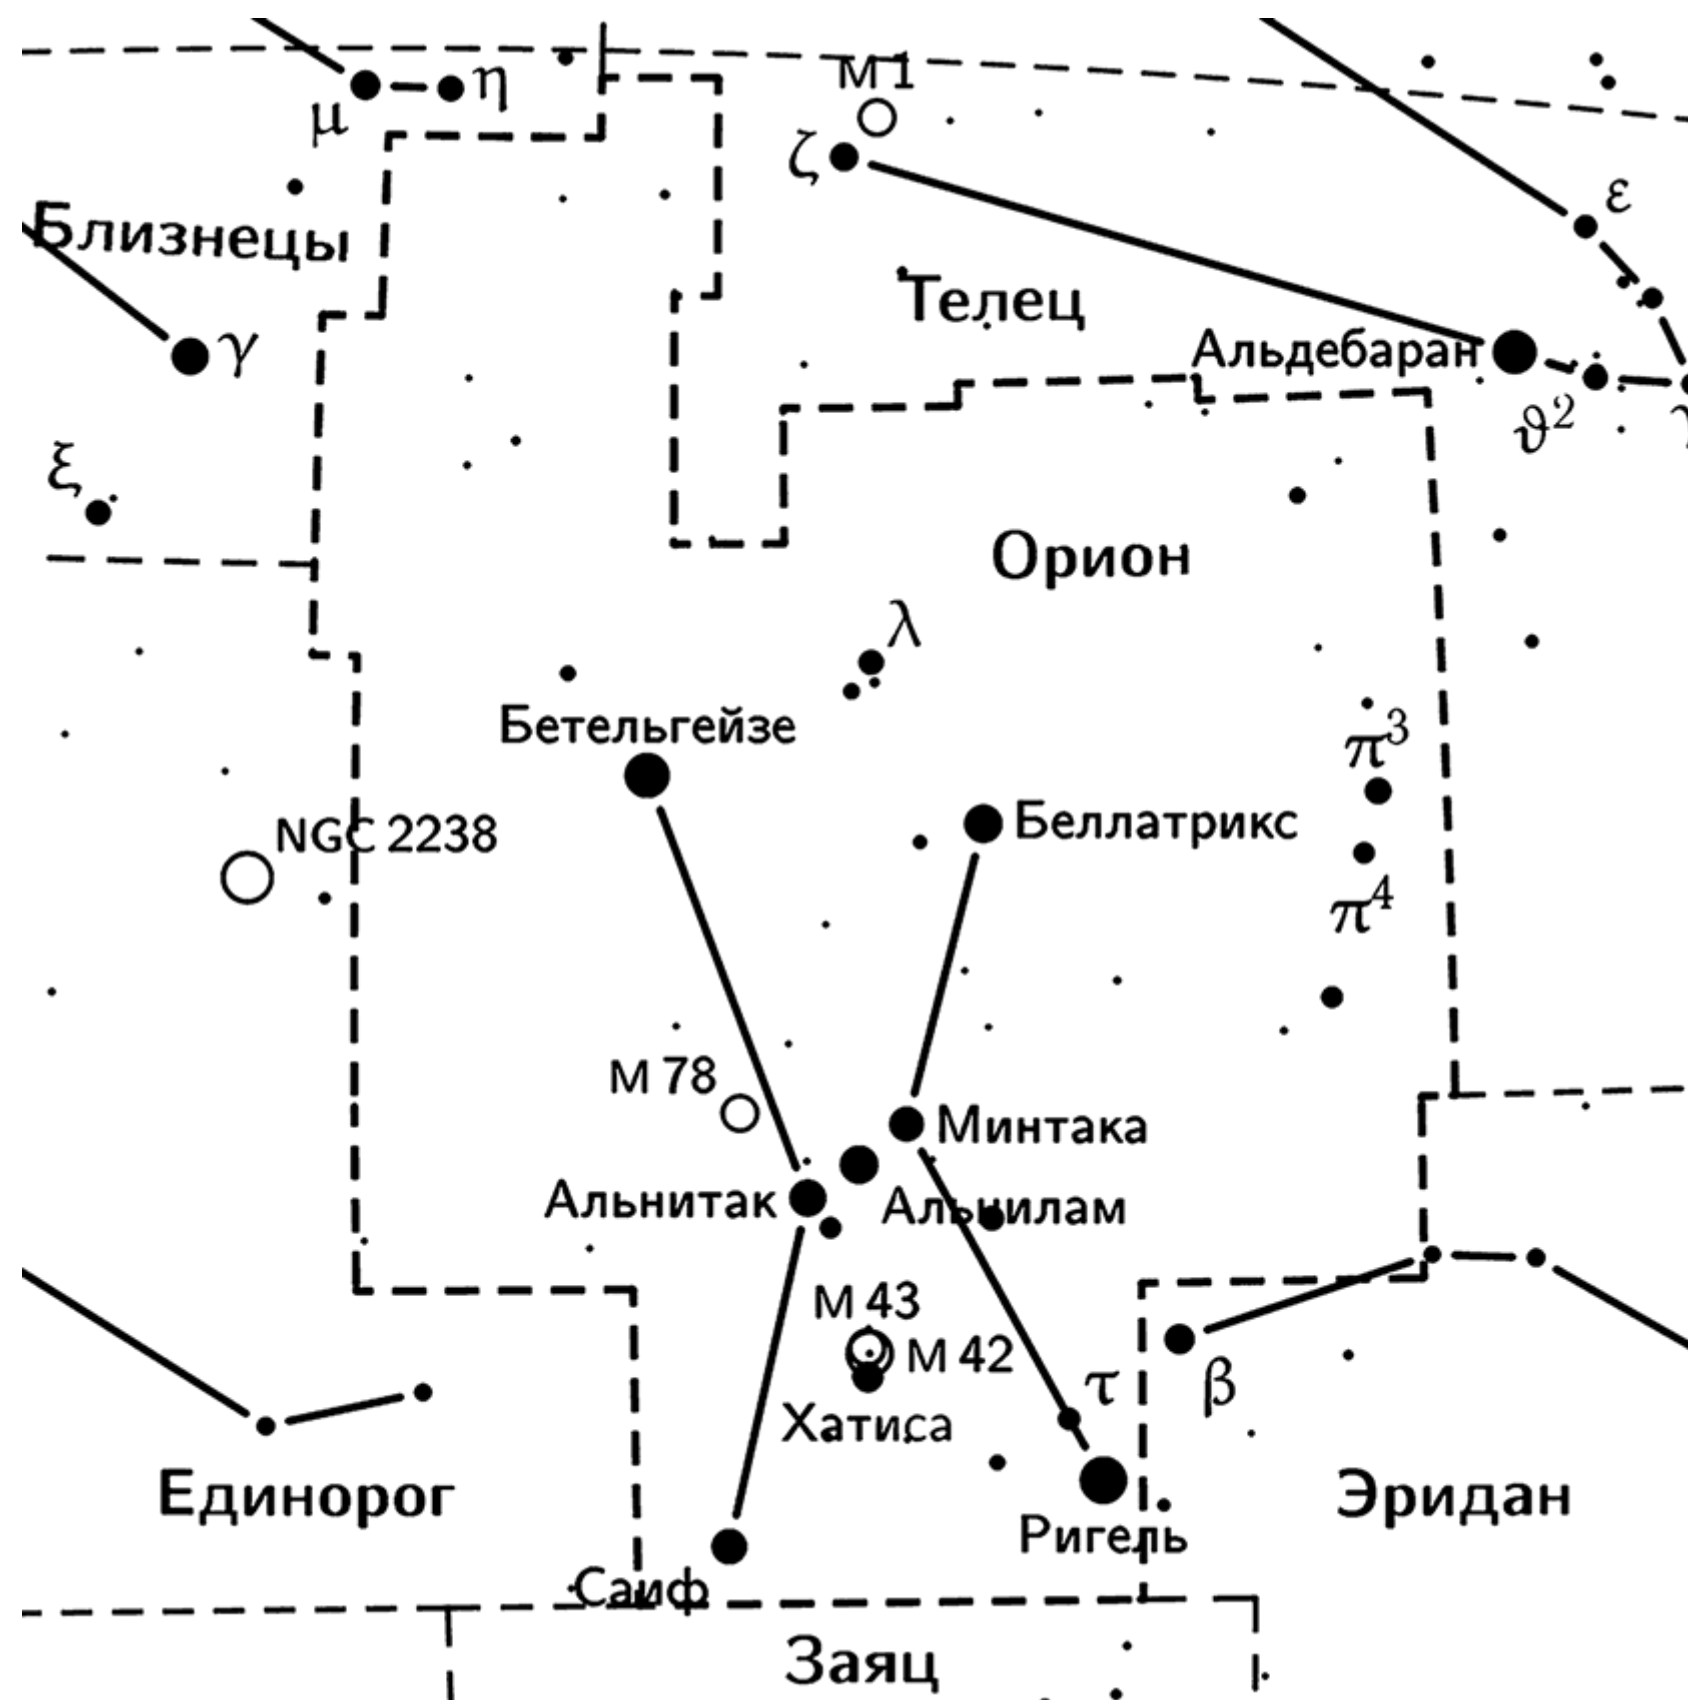 M 1
η
μ
ζ
ε
Близнецы
Телец
γ
Альдебаран
ϑ²
γ
ξ
Орион
λ
Бетельгейзе
π³
Беллатрикс
NGC 2238
π⁴
M 78
Минтака
Альнитак
Альнилам
M 43
M 42
τ
β
Хатиса
Единорог
Эридан
Ригель
Саиф
Заяц